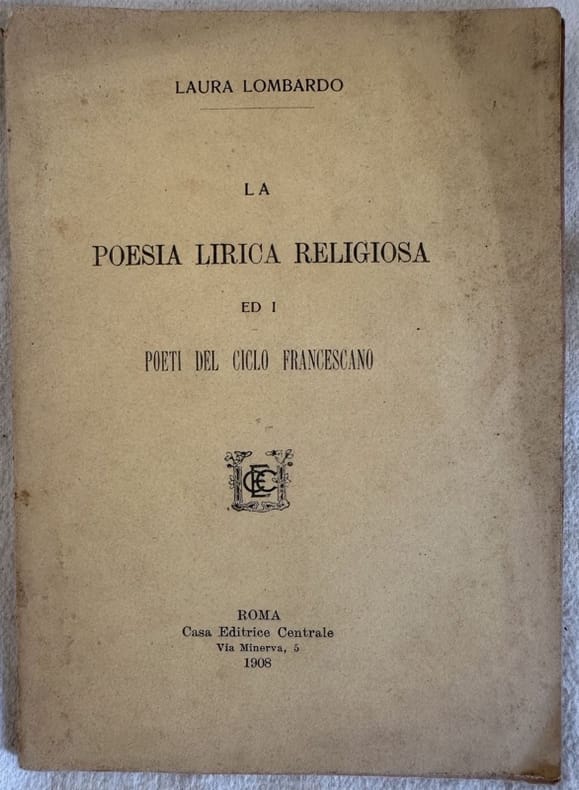 LAURA LOMBARDO
LA
POESIA LIRICA RELIGIOSA
ED I
POETI DEL CICLO FRANCESCANO
CEC
ROMA
Casa Editrice Centrale
Via Minerva, 5
1908